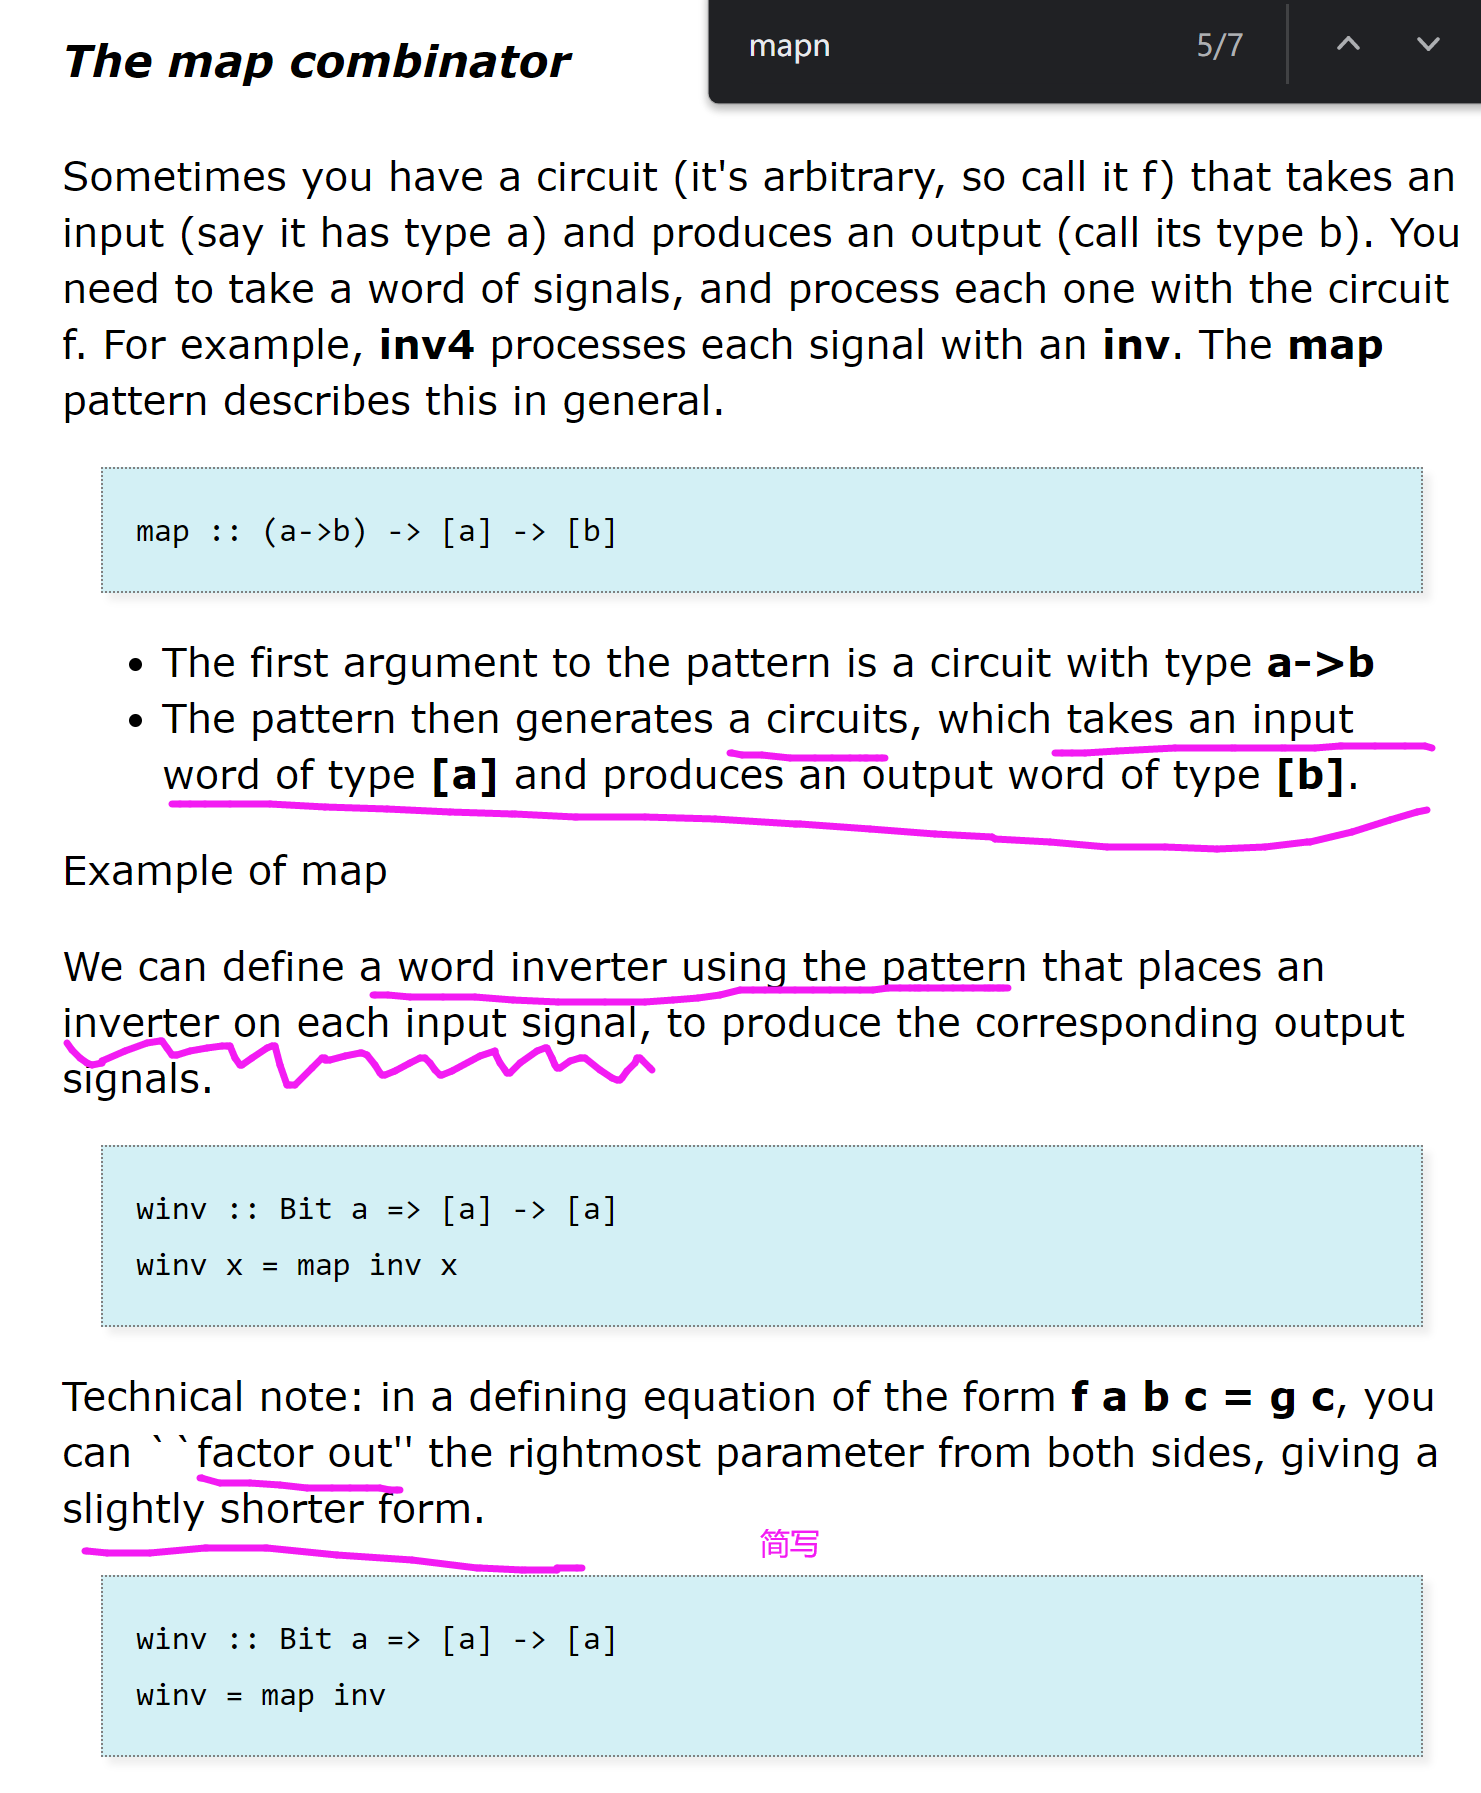 The map combinator
mapn 5/7
Sometimes you have a circuit (it's arbitrary, so call it f) that takes an
input (say it has type a) and produces an output (call its type b). You
need to take a word of signals, and process each one with the circuit
f. For example, inv4 processes each signal with an inv. The map
pattern describes this in general.
map :: (a->b) -> [a] -> [b]
• The first argument to the pattern is a circuit with type a->b
• The pattern then generates a circuits, which takes an input
word of type [a] and produces an output word of type [b].
Example of map
We can define a word inverter using the pattern that places an
inverter on each input signal, to produce the corresponding output
signals.
winv :: Bit a => [a] -> [a]
winv x = map inv x
Technical note: in a defining equation of the form f a b c = g c, you
can ``factor out'' the rightmost parameter from both sides, giving a
slightly shorter form.
简写
winv :: Bit a => [a] -> [a]
winv = map inv